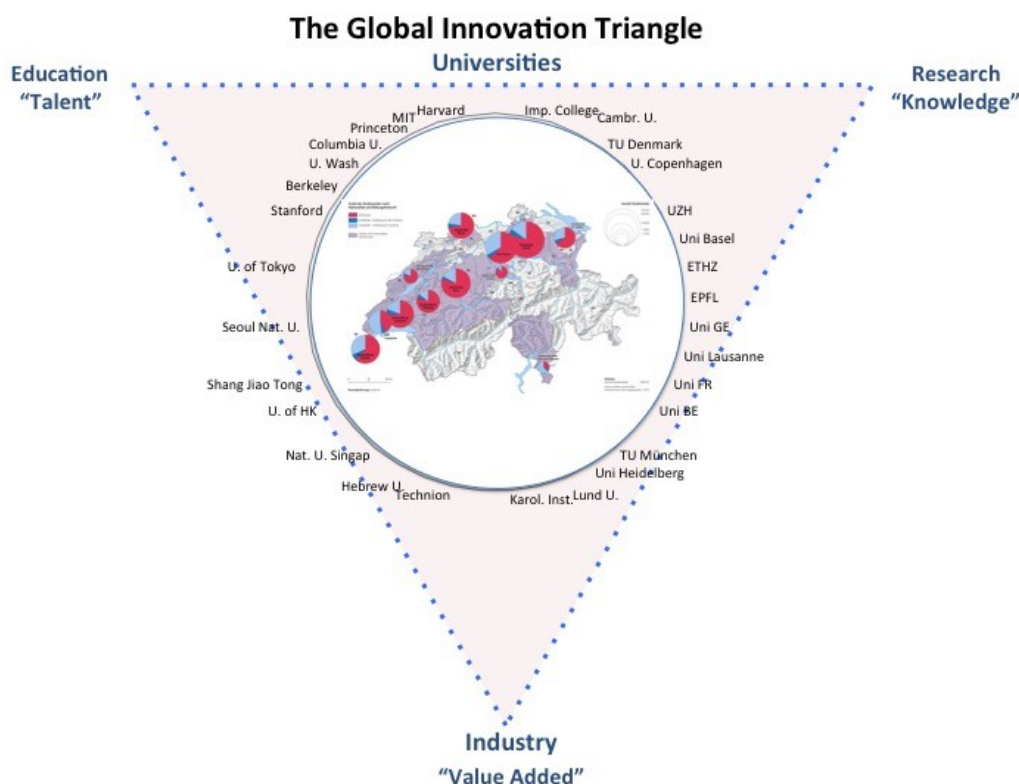 The Global Innovation Triangle
Universities
Education
"Talent"
Research
"Knowledge"
Harvard
MIT
Princeton
Columbia U.
U. Wash
Berkeley
Stanford
U. of Tokyo
Seoul Nat. U.
Shang Jiao Tong
U. of HK
Nat. U. Singap
Hebrew U.
Technion
Imp. College
Cambr. U.
TU Denmark
U. Copenhagen
UZH
Uni Basel
ETHZ
EPFL
Uni GE
Uni Lausanne
Uni FR
Uni BE
TU München
Uni Heidelberg
Lund U.
Karol. Inst.
Industry
"Value Added"